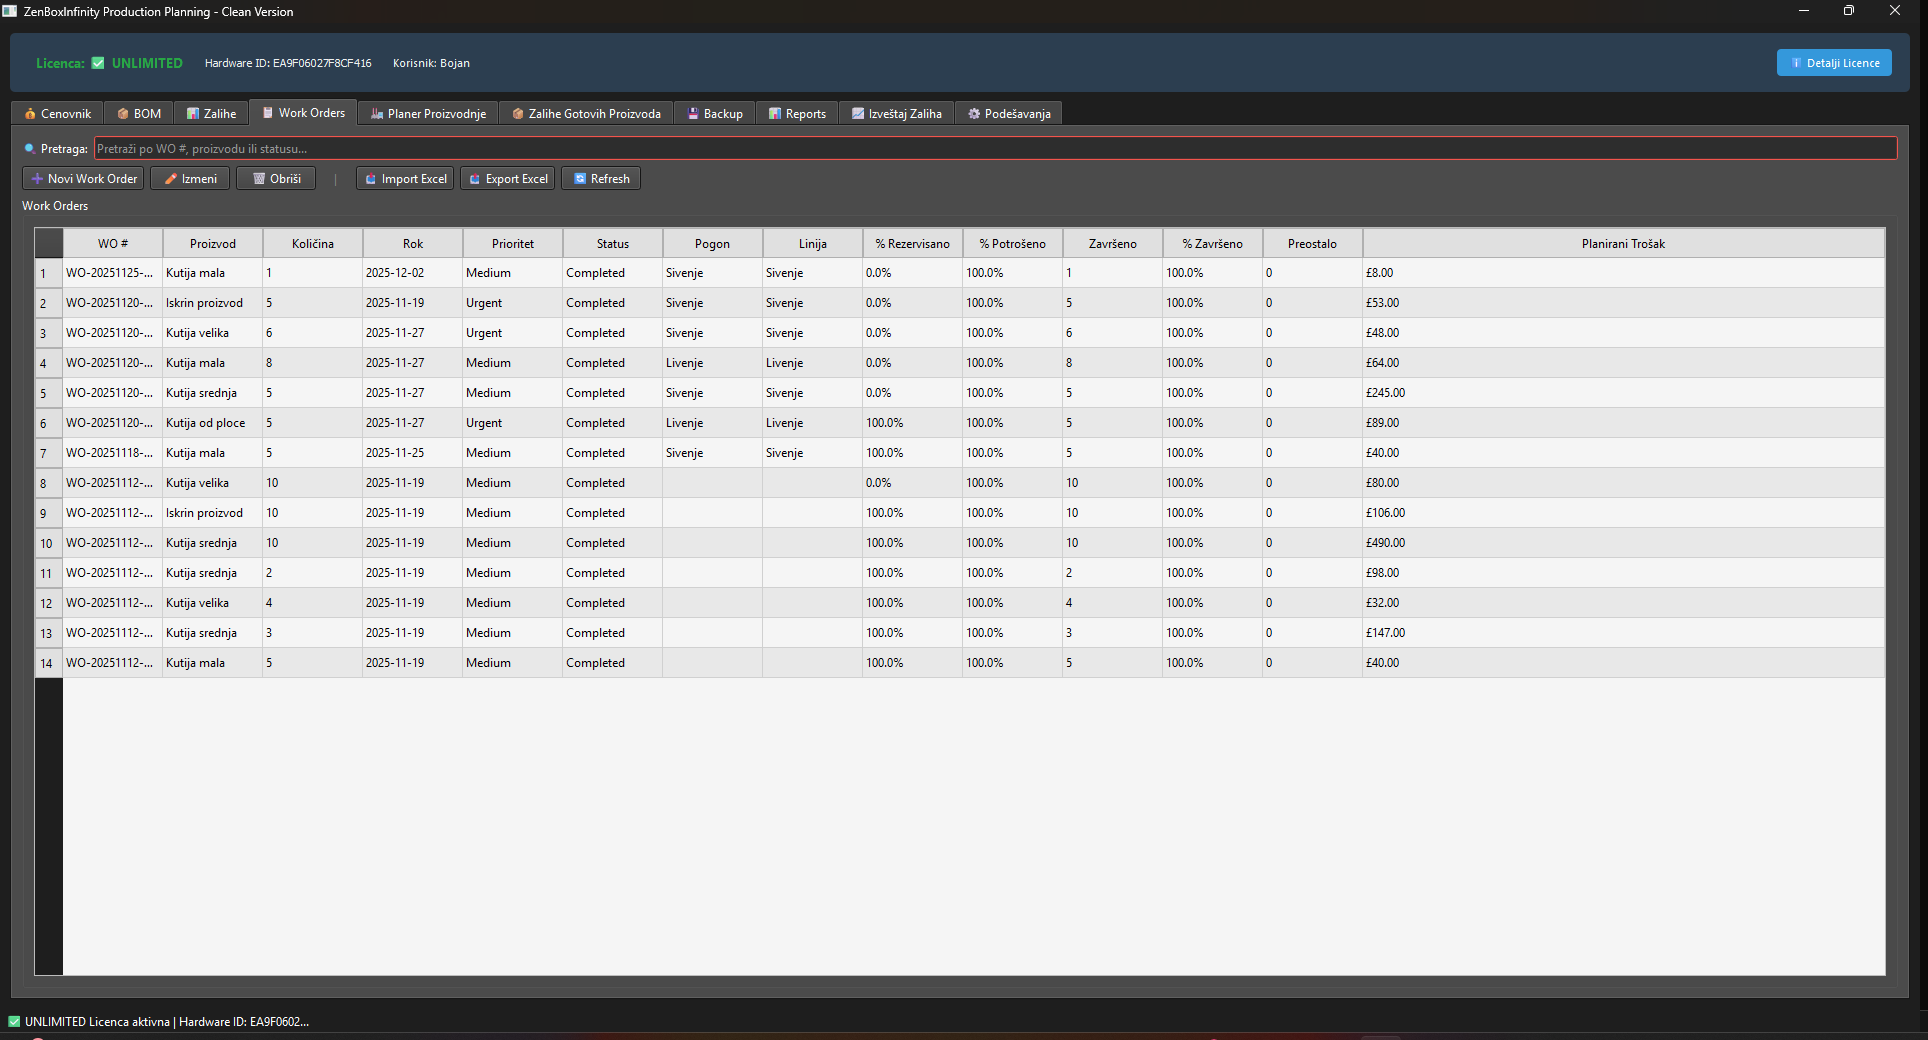 ZenBoxInfinity Production Planning - Clean Version
Licenca: ✅ UNLIMITED Hardware ID: EA9F06027F8CF416 Korisnik: Bojan Detalji Licence
Cenovnik BOM Zalihe Work Orders Planer Proizvodnje Zalihe Gotovih Proizvoda Backup Reports Izveštaj Zaliha Podešavanja
Pretraga: Pretraži po WO #, proizvodu ili statusu...
Novi Work Order Izmeni Obriši | Import Excel Export Excel Refresh
Work Orders
WO # Proizvod Količina Rok Prioritet Status Pogon Linija % Rezervisano % Potrošeno Završeno % Završeno Preostalo Planirani Trošak
1 WO-20251125-... Kutija mala 1 2025-12-02 Medium Completed Sivenje Sivenje 0.0% 100.0% 1 100.0% 0 £8.00
2 WO-20251120-... Iskrin proizvod 5 2025-11-19 Urgent Completed Sivenje Sivenje 0.0% 100.0% 5 100.0% 0 £53.00
3 WO-20251120-... Kutija velika 6 2025-11-27 Urgent Completed Sivenje Sivenje 0.0% 100.0% 6 100.0% 0 £48.00
4 WO-20251120-... Kutija mala 8 2025-11-27 Medium Completed Livenje Livenje 0.0% 100.0% 8 100.0% 0 £64.00
5 WO-20251120-... Kutija srednja 5 2025-11-27 Medium Completed Sivenje Sivenje 0.0% 100.0% 5 100.0% 0 £245.00
6 WO-20251120-... Kutija od ploce 5 2025-11-27 Urgent Completed Livenje Livenje 100.0% 100.0% 5 100.0% 0 £89.00
7 WO-20251118-... Kutija mala 5 2025-11-25 Medium Completed Sivenje Sivenje 100.0% 100.0% 5 100.0% 0 £40.00
8 WO-20251112-... Kutija velika 10 2025-11-19 Medium Completed 0.0% 100.0% 10 100.0% 0 £80.00
9 WO-20251112-... Iskrin proizvod 10 2025-11-19 Medium Completed 100.0% 100.0% 10 100.0% 0 £106.00
10 WO-20251112-... Kutija srednja 10 2025-11-19 Medium Completed 100.0% 100.0% 10 100.0% 0 £490.00
11 WO-20251112-... Kutija srednja 2 2025-11-19 Medium Completed 100.0% 100.0% 2 100.0% 0 £98.00
12 WO-20251112-... Kutija velika 4 2025-11-19 Medium Completed 100.0% 100.0% 4 100.0% 0 £32.00
13 WO-20251112-... Kutija srednja 3 2025-11-19 Medium Completed 100.0% 100.0% 3 100.0% 0 £147.00
14 WO-20251112-... Kutija mala 5 2025-11-19 Medium Completed 100.0% 100.0% 5 100.0% 0 £40.00
✅ UNLIMITED Licenca aktivna | Hardware ID: EA9F0602...